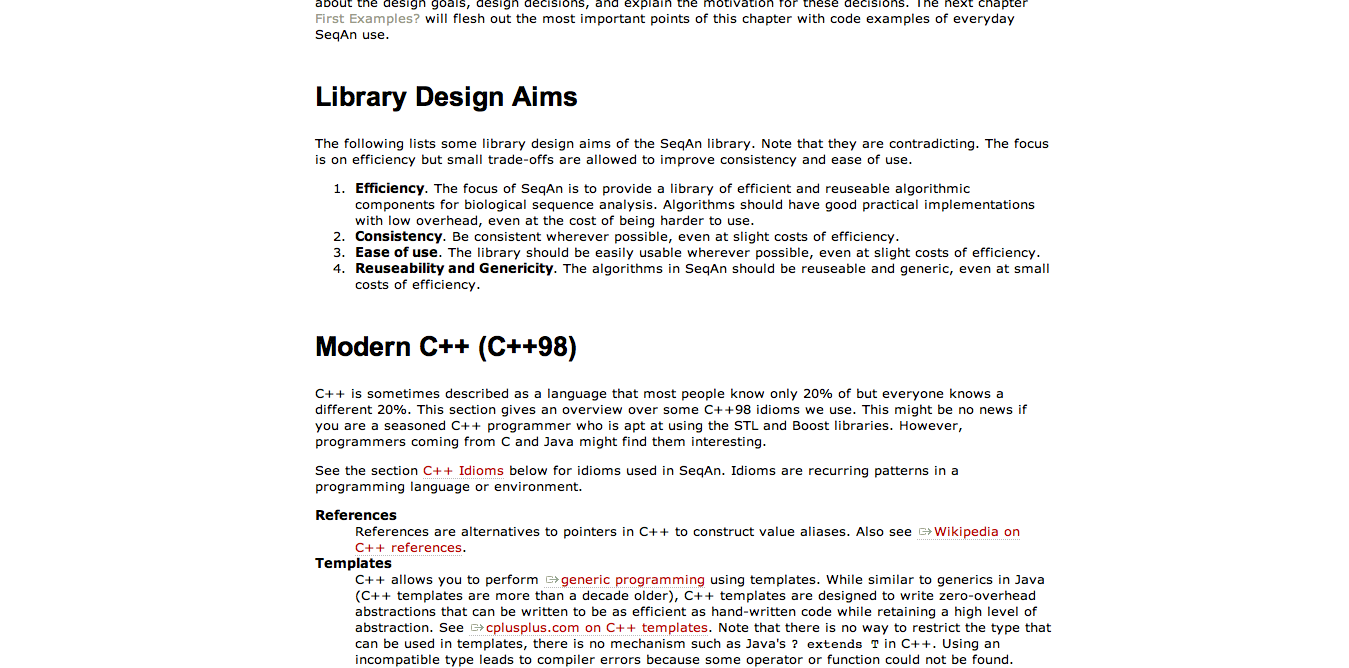 about the design goals, design decisions, and explain the motivation for these decisions. The next chapter
First Examples? will flesh out the most important points of this chapter with code examples of everyday
SeqAn use.
Library Design Aims
The following lists some library design aims of the SeqAn library. Note that they are contradicting. The focus
is on efficiency but small trade-offs are allowed to improve consistency and ease of use.
1. Efficiency. The focus of SeqAn is to provide a library of efficient and reuseable algorithmic
components for biological sequence analysis. Algorithms should have good practical implementations
with low overhead, even at the cost of being harder to use.
2. Consistency. Be consistent wherever possible, even at slight costs of efficiency.
3. Ease of use. The library should be easily usable wherever possible, even at slight costs of efficiency.
4. Reuseability and Genericity. The algorithms in SeqAn should be reuseable and generic, even at small
costs of efficiency.
Modern C++ (C++98)
C++ is sometimes described as a language that most people know only 20% of but everyone knows a
different 20%. This section gives an overview over some C++98 idioms we use. This might be no news if
you are a seasoned C++ programmer who is apt at using the STL and Boost libraries. However,
programmers coming from C and Java might find them interesting.
See the section C++ Idioms below for idioms used in SeqAn. Idioms are recurring patterns in a
programming language or environment.
References
References are alternatives to pointers in C++ to construct value aliases. Also see Wikipedia on
C++ references.
Templates
C++ allows you to perform generic programming using templates. While similar to generics in Java
(C++ templates are more than a decade older), C++ templates are designed to write zero-overhead
abstractions that can be written to be as efficient as hand-written code while retaining a high level of
abstraction. See cplusplus.com on C++ templates. Note that there is no way to restrict the type that
can be used in templates, there is no mechanism such as Java's ? extends T in C++. Using an
incompatible type leads to compiler errors because some operator or function could not be found.